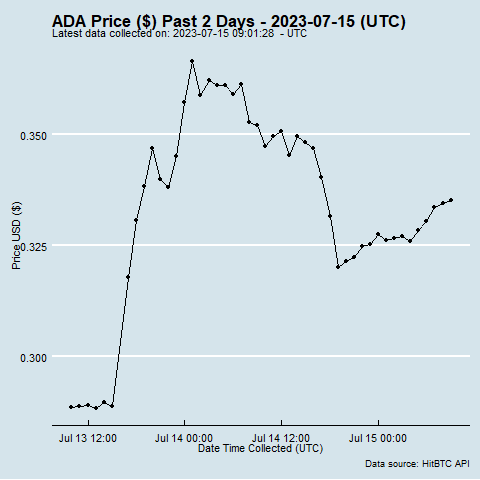 ADA Price ($) Past 2 Days - 2023-07-15 (UTC)
Latest data collected on: 2023-07-15 09:01:28  - UTC
0.350
0.325
0.300
Price USD ($)
Jul 13 12:00
Jul 14 00:00
Jul 14 12:00
Jul 15 00:00
Date Time Collected (UTC)
Data source: HitBTC API